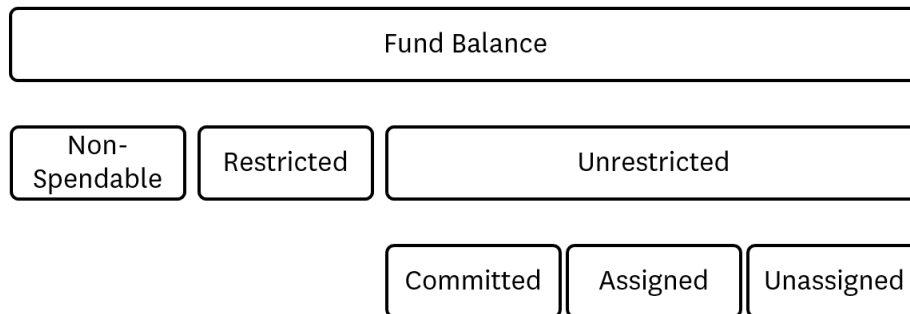 Fund Balance
Non-
Spendable
Restricted
Unrestricted
Committed
Assigned
Unassigned